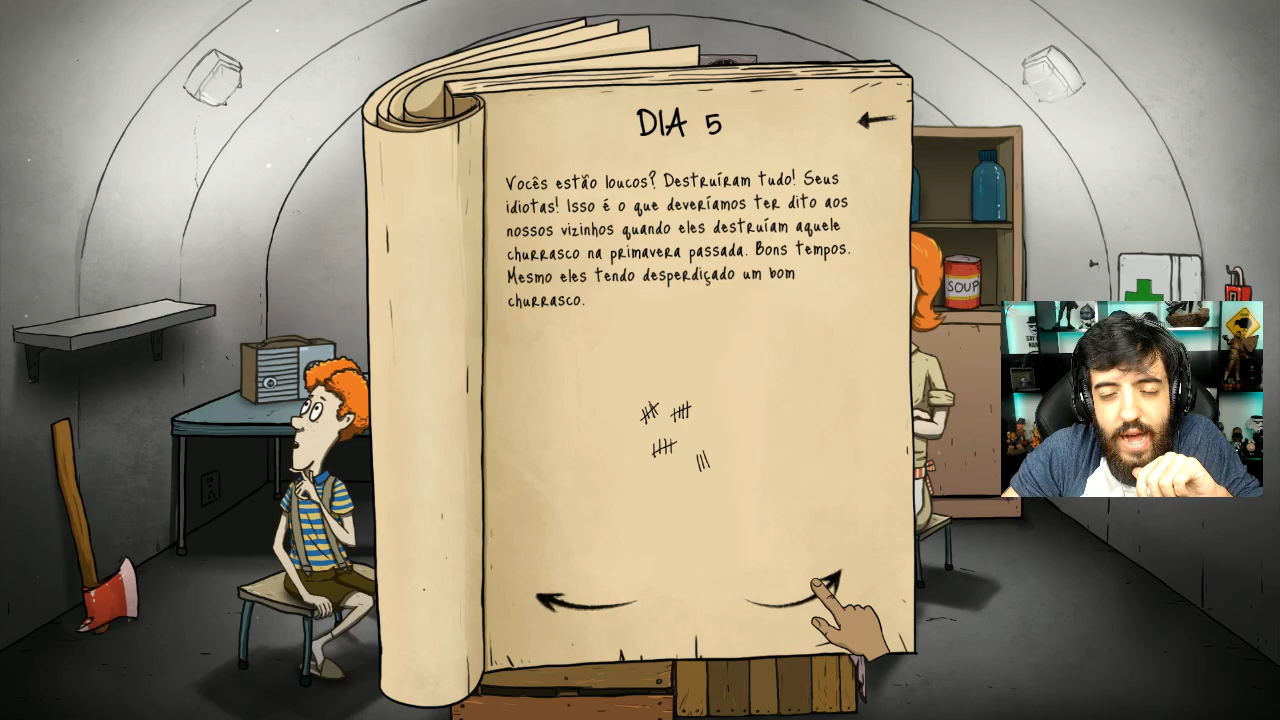 DIA 5
Vocês estão loucos? Destruíram tudo! Seus
idiotas! Isso é o que deveríamos ter dito aos
nossos vizinhos quando eles destruíam aquele
churrasco na primavera passada. Bons tempos.
Mesmo eles tendo desperdiçado um bom
churrasco.
SOUP